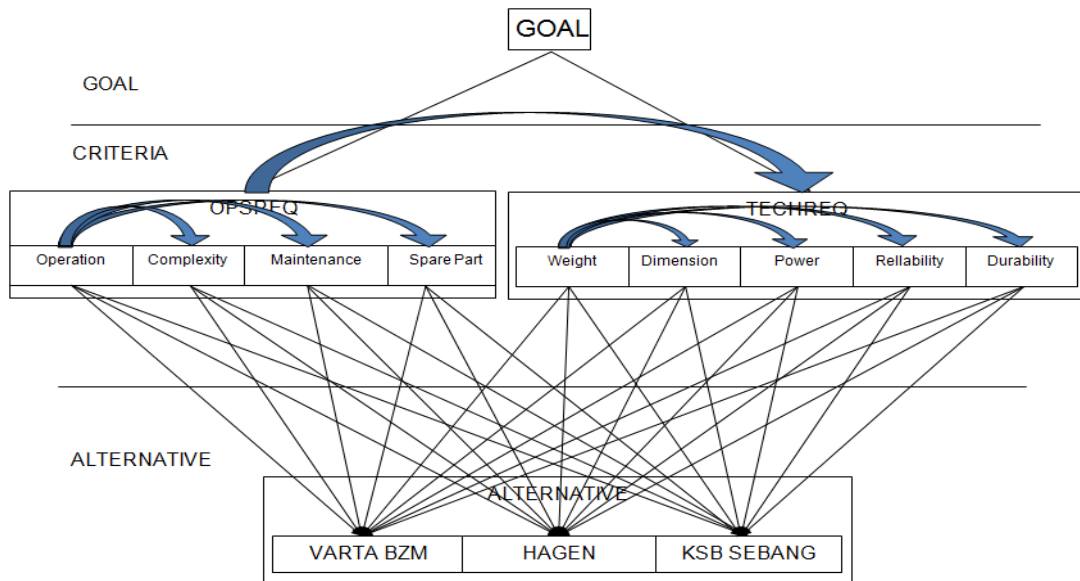 GOAL
GOAL
CRITERIA
OPSREQ
TECHREQ
Operation Complexity Maintenance Spare Part
Weight Dimension Power Rellability Durability
ALTERNATIVE
ALTERNATIVE
VARTA BZM HAGEN KSB SEBANG